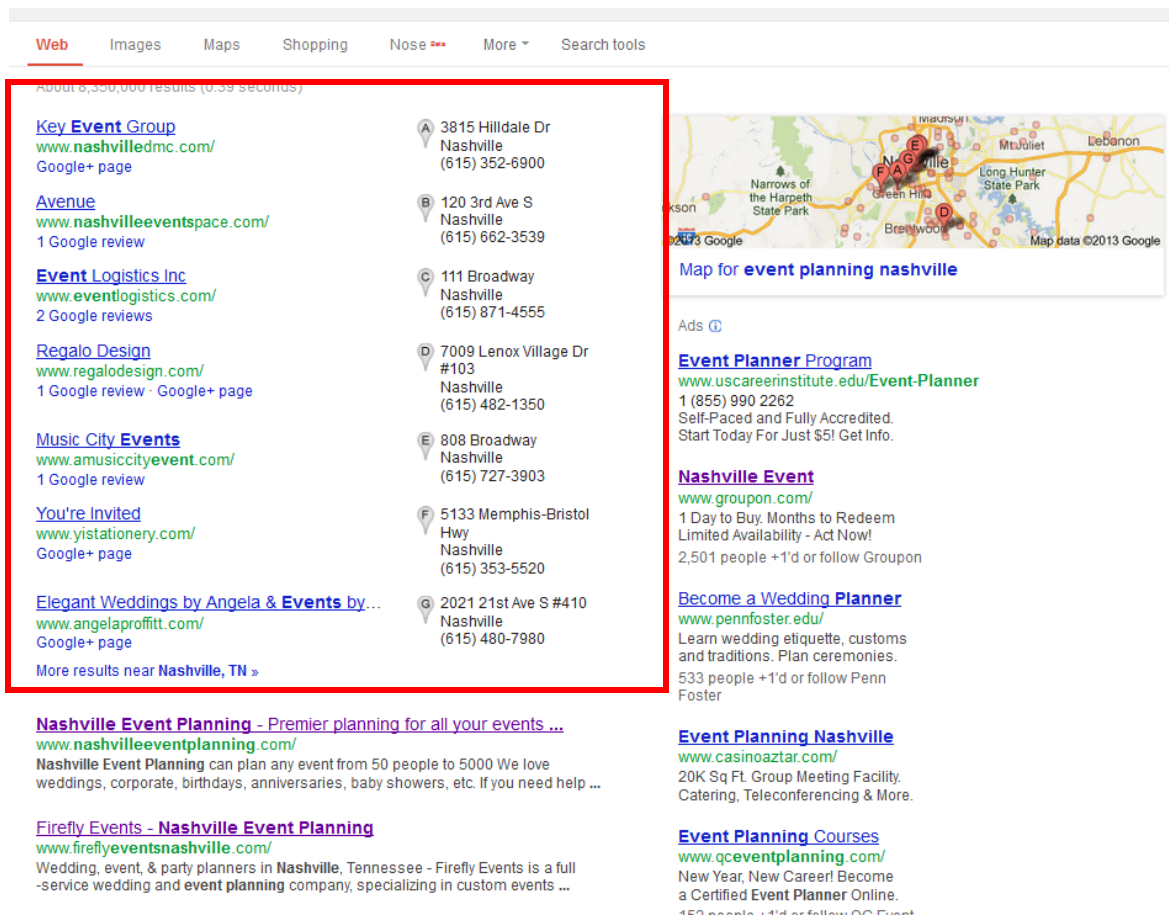 Web Images Maps Shopping Nose Beta More Search tools
About 8,350,000 results (0.39 seconds)
Key Event Group
www.nashvilledmc.com/
Google+ page
A 3815 Hilldale Dr
Nashville
(615) 352-6900
Avenue
www.nashvilleeventspace.com/
1 Google review
B 120 3rd Ave S
Nashville
(615) 662-3539
Event Logistics Inc
www.eventlogistics.com/
2 Google reviews
C 111 Broadway
Nashville
(615) 871-4555
Regalo Design
www.regalodesign.com/
1 Google review · Google+ page
D 7009 Lenox Village Dr
#103
Nashville
(615) 482-1350
Music City Events
www.amusiccityevent.com/
1 Google review
E 808 Broadway
Nashville
(615) 727-3903
You're Invited
www.yistationery.com/
Google+ page
F 5133 Memphis-Bristol
Hwy
Nashville
(615) 353-5520
Elegant Weddings by Angela & Events by...
www.angelaproffitt.com/
Google+ page
G 2021 21st Ave S #410
Nashville
(615) 480-7980
More results near Nashville, TN »
Nashville Event Planning - Premier planning for all your events ...
www.nashvilleeventplanning.com/
Nashville Event Planning can plan any event from 50 people to 5000 We love
weddings, corporate, birthdays, anniversaries, baby showers, etc. If you need help ...
Firefly Events - Nashville Event Planning
www.fireflyeventsnashville.com/
Wedding, event, & party planners in Nashville, Tennessee - Firefly Events is a full
-service wedding and event planning company, specializing in custom events ...
Madison
Mt Juliet
Lebanon
E
G
F A
Narrows of
the Harpeth
State Park
Long Hunter
State Park
Green Hills
D
Brentwood
©2013 Google
Map data ©2013 Google
Map for event planning nashville
Ads
Event Planner Program
www.uscareerinstitute.edu/Event-Planner
1 (855) 990 2262
Self-Paced and Fully Accredited.
Start Today For Just $5! Get Info.
Nashville Event
www.groupon.com/
1 Day to Buy. Months to Redeem
Limited Availability - Act Now!
2,501 people +1'd or follow Groupon
Become a Wedding Planner
www.pennfoster.edu/
Learn wedding etiquette, customs
and traditions. Plan ceremonies.
533 people +1'd or follow Penn
Foster
Event Planning Nashville
www.casinoaztar.com/
20K Sq Ft. Group Meeting Facility.
Catering, Teleconferencing & More.
Event Planning Courses
www.qceventplanning.com/
New Year, New Career! Become
a Certified Event Planner Online.
152 people +1'd or follow QC Event